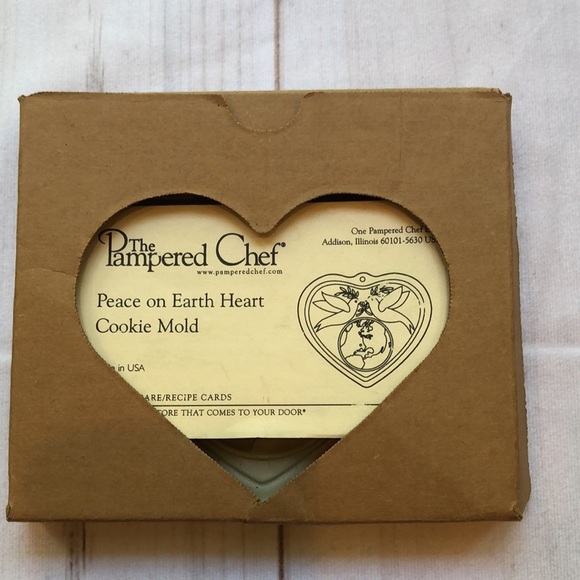 The
Pampered Chef®
www.pamperedchef.com
One Pampered Chef
Addison, Illinois 60101-5630 US
Peace on Earth Heart
Cookie Mold
in USA
ARE/RECIPE CARDS
TORE THAT COMES TO YOUR DOOR®